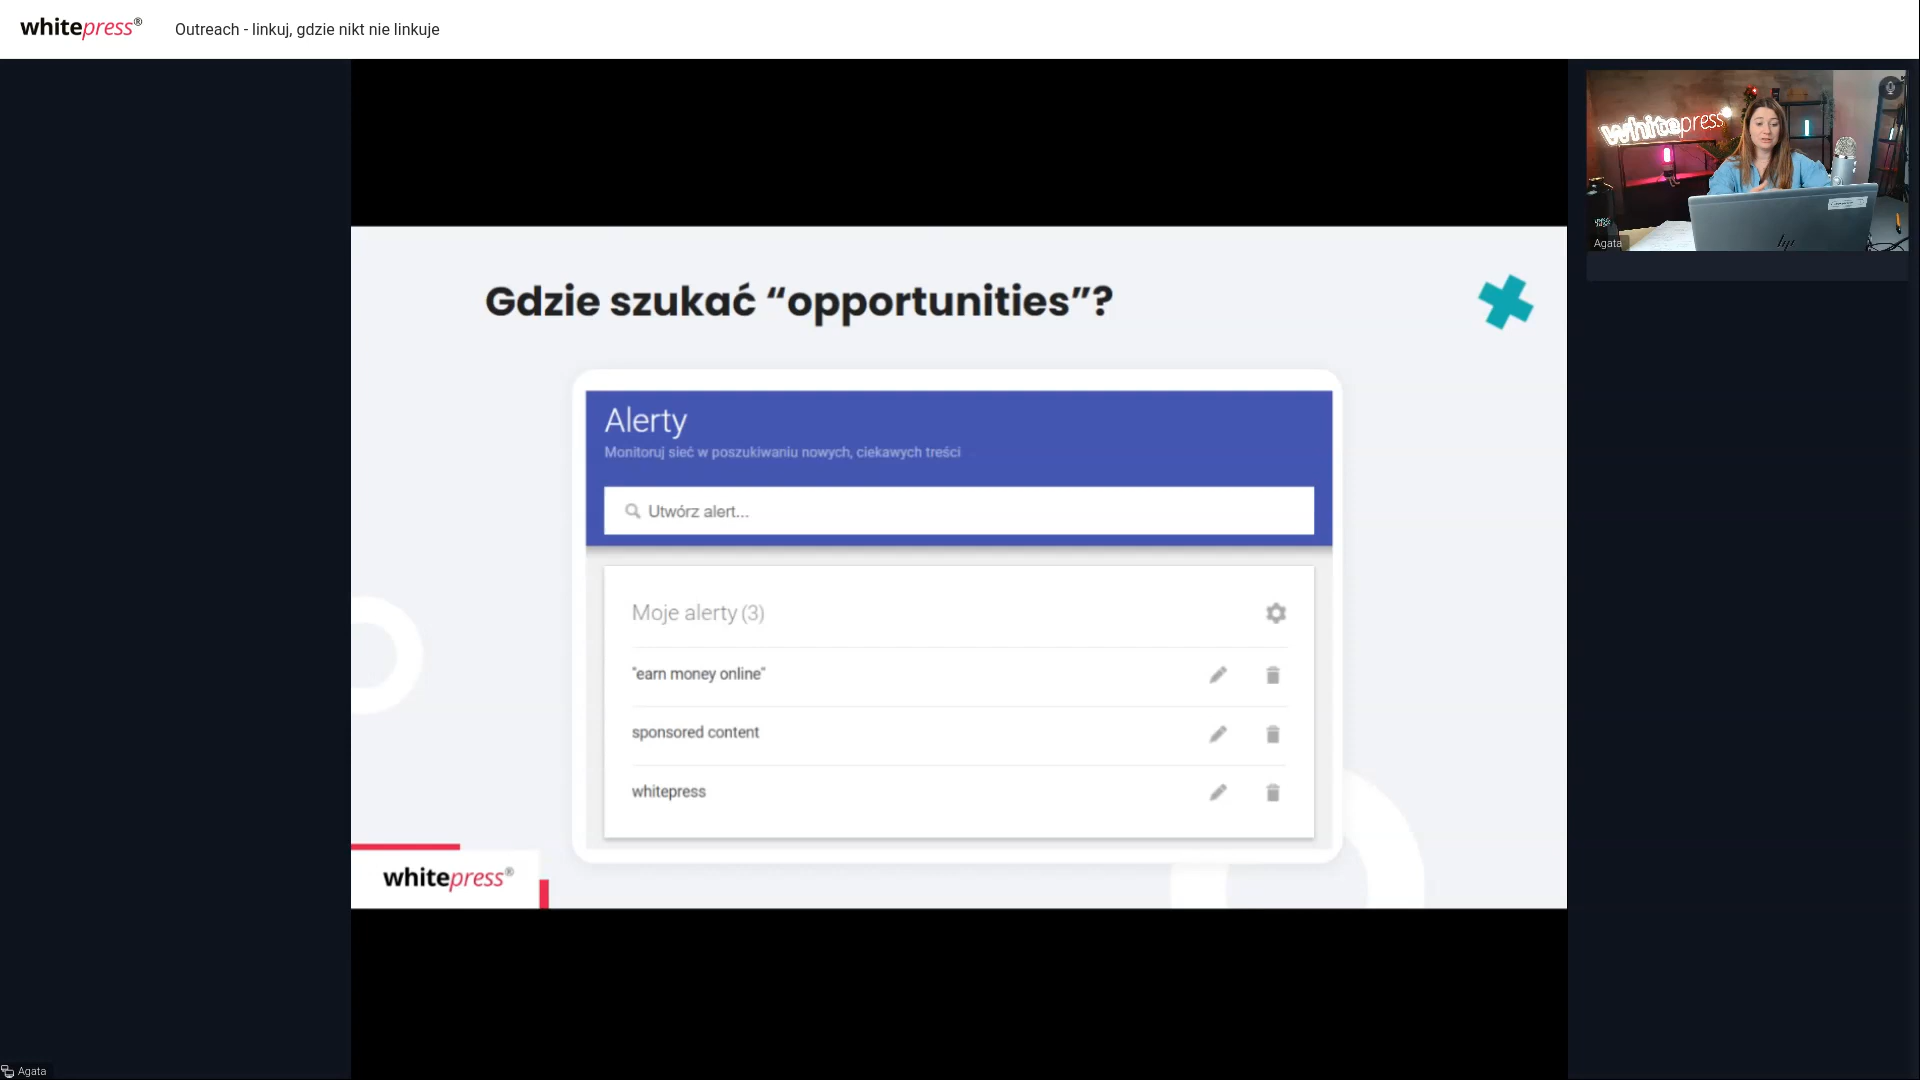 whitepress®
Outreach - linkuj, gdzie nikt nie linkuje
whitepress
Agata
Gdzie szukać “opportunities”?
Alerty
Monitoruj sieć w poszukiwaniu nowych, ciekawych treści
Utwórz alert...
Moje alerty (3)
"earn money online"
sponsored content
whitepress
whitepress®
Agata